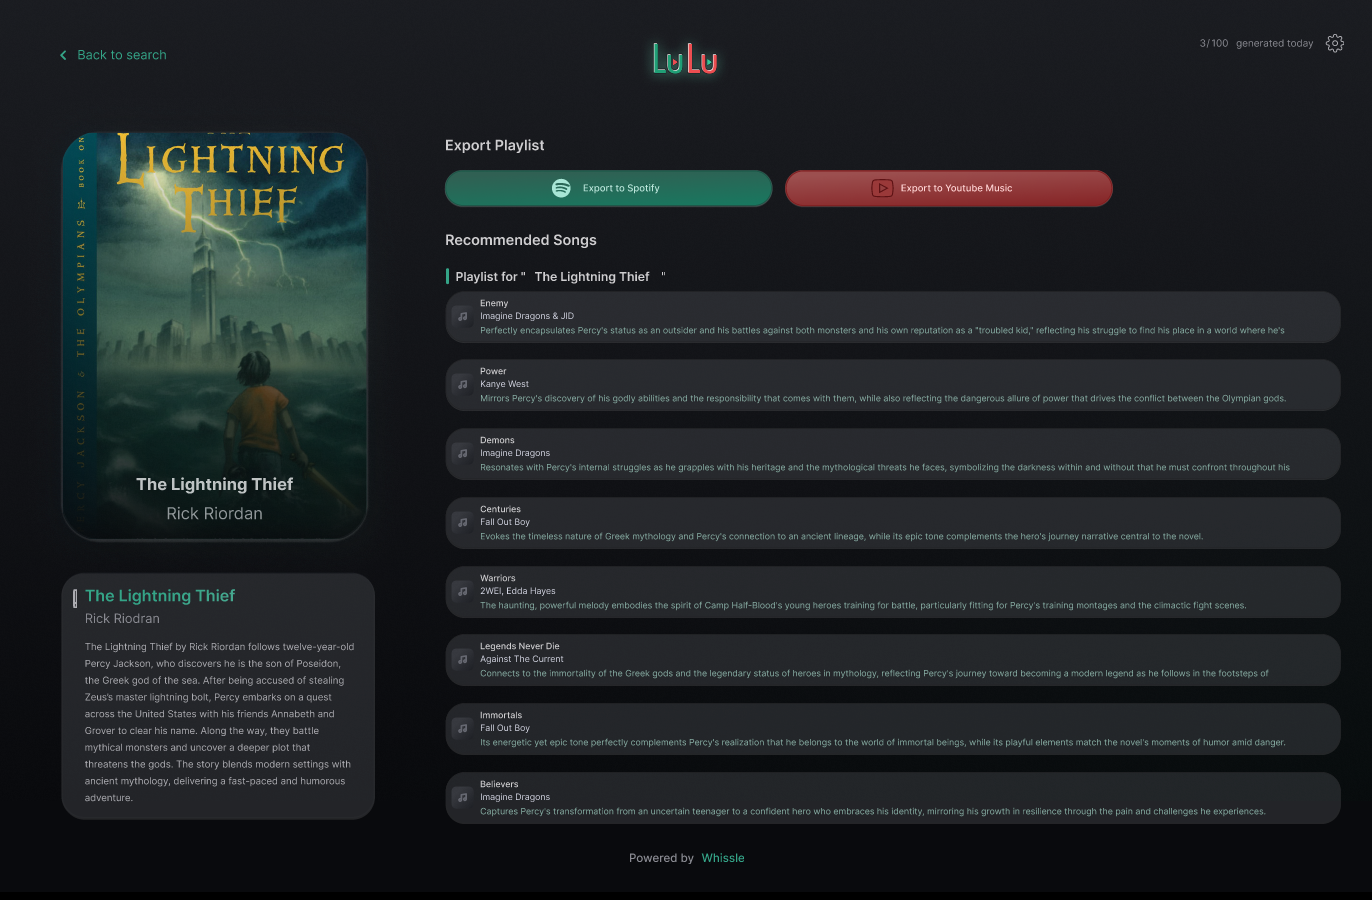 Back to search
LuLu
3/100 generated today
LIGHTNING
THIEF
BOOK ON
JACKSON & THE OLYMPIANS
The Lightning Thief
Rick Riordan
The Lightning Thief
Rick Riodran
The Lightning Thief by Rick Riordan follows twelve-year-old
Percy Jackson, who discovers he is the son of Poseidon,
the Greek god of the sea. After being accused of stealing
Zeus's master lightning bolt, Percy embarks on a quest
across the United States with his friends Annabeth and
Grover to clear his name. Along the way, they battle
mythical monsters and uncover a deeper plot that
threatens the gods. The story blends modern settings with
ancient mythology, delivering a fast-paced and humorous
adventure.
Export Playlist
Export to Spotify
Export to Youtube Music
Recommended Songs
Playlist for " The Lightning Thief "
Enemy
Imagine Dragons & JID
Perfectly encapsulates Percy's status as an outsider and his battles against both monsters and his own reputation as a "troubled kid," reflecting his struggle to find his place in a world where he's
Power
Kanye West
Mirrors Percy's discovery of his godly abilities and the responsibility that comes with them, while also reflecting the dangerous allure of power that drives the conflict between the Olympian gods.
Demons
Imagine Dragons
Resonates with Percy's internal struggles as he grapples with his heritage and the mythological threats he faces, symbolizing the darkness within and without that he must confront throughout his
Centuries
Fall Out Boy
Evokes the timeless nature of Greek mythology and Percy's connection to an ancient lineage, while its epic tone complements the hero's journey narrative central to the novel.
Warriors
2WEI, Edda Hayes
The haunting, powerful melody embodies the spirit of Camp Half-Blood's young heroes training for battle, particularly fitting for Percy's training montages and the climactic fight scenes.
Legends Never Die
Against The Current
Connects to the immortality of the Greek gods and the legendary status of heroes in mythology, reflecting Percy's journey toward becoming a modern legend as he follows in the footsteps of
Immortals
Fall Out Boy
Its energetic yet epic tone perfectly complements Percy's realization that he belongs to the world of immortal beings, while its playful elements match the novel's moments of humor amid danger.
Believers
Imagine Dragons
Captures Percy's transformation from an uncertain teenager to a confident hero who embraces his identity, mirroring his growth in resilience through the pain and challenges he experiences.
Powered by Whissle